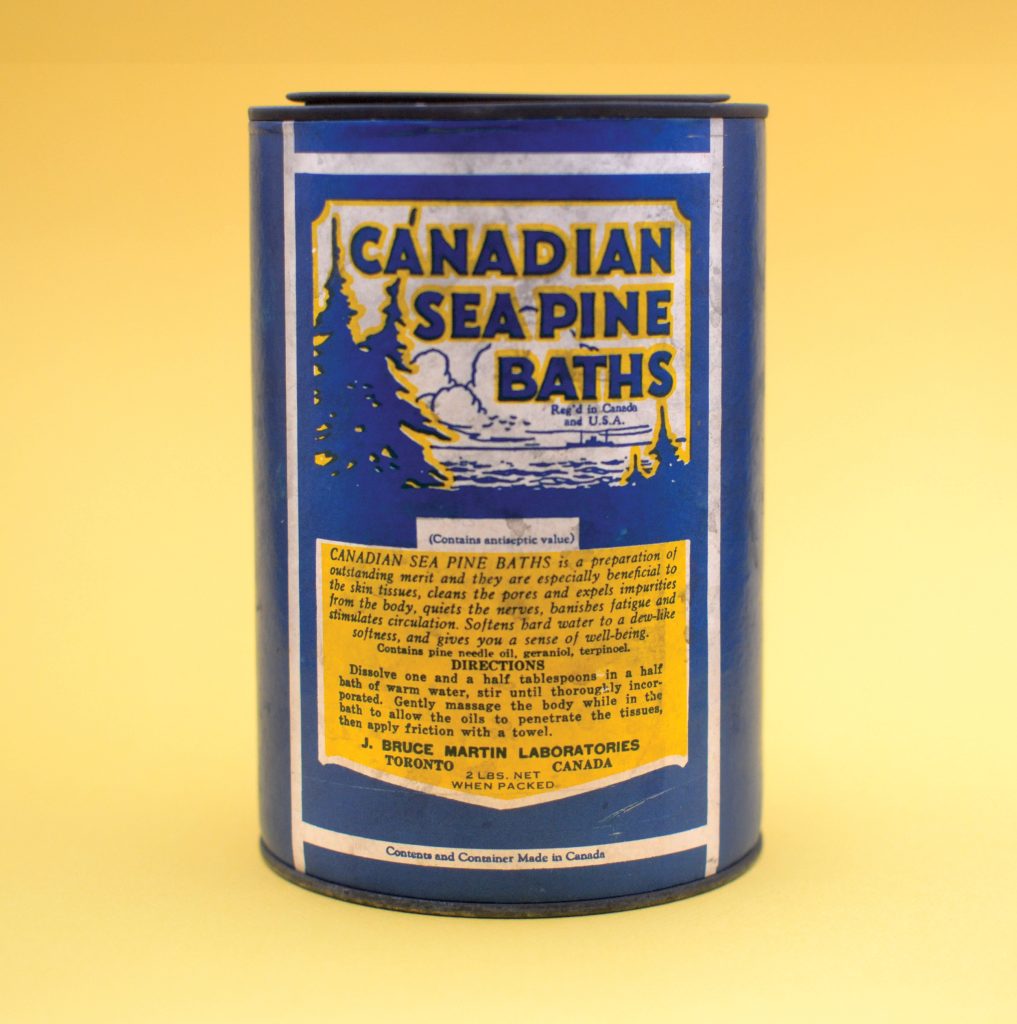 CANADIAN
SEA PINE
BATHS
Reg'd in Canada
and U.S.A.
(Contains antiseptic value)
CANADIAN SEA PINE BATHS is a preparation of
outstanding merit and they are especially beneficial to
the skin tissues, cleans the pores and expels impurities
from the body, quiets the nerves, banishes fatigue and
stimulates circulation. Softens hard water to a dew-like
softness, and gives you a sense of well-being.
Contains pine needle oil, geraniol, terpinoel.
DIRECTIONS
Dissolve one and a half tablespoons in a half
bath of warm water, stir until thoroughly incor-
porated. Gently massage the body while in the
bath to allow the oils to penetrate the tissues,
then apply friction with a towel.
J. BRUCE MARTIN LABORATORIES
TORONTO CANADA
2 LBS. NET
WHEN PACKED
Contents and Container Made in Canada